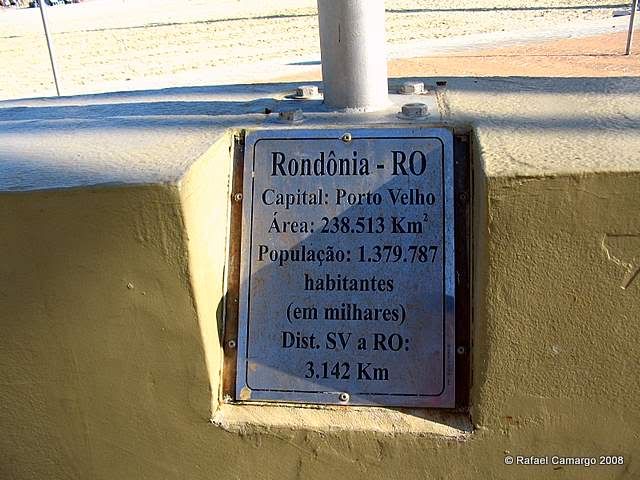 Rondônia - RO
Capital: Porto Velho
Área: 238.513 Km²
População: 1.379.787
habitantes
(em milhares)
Dist. SV a RO:
3.142 Km
© Rafael Camargo 2008